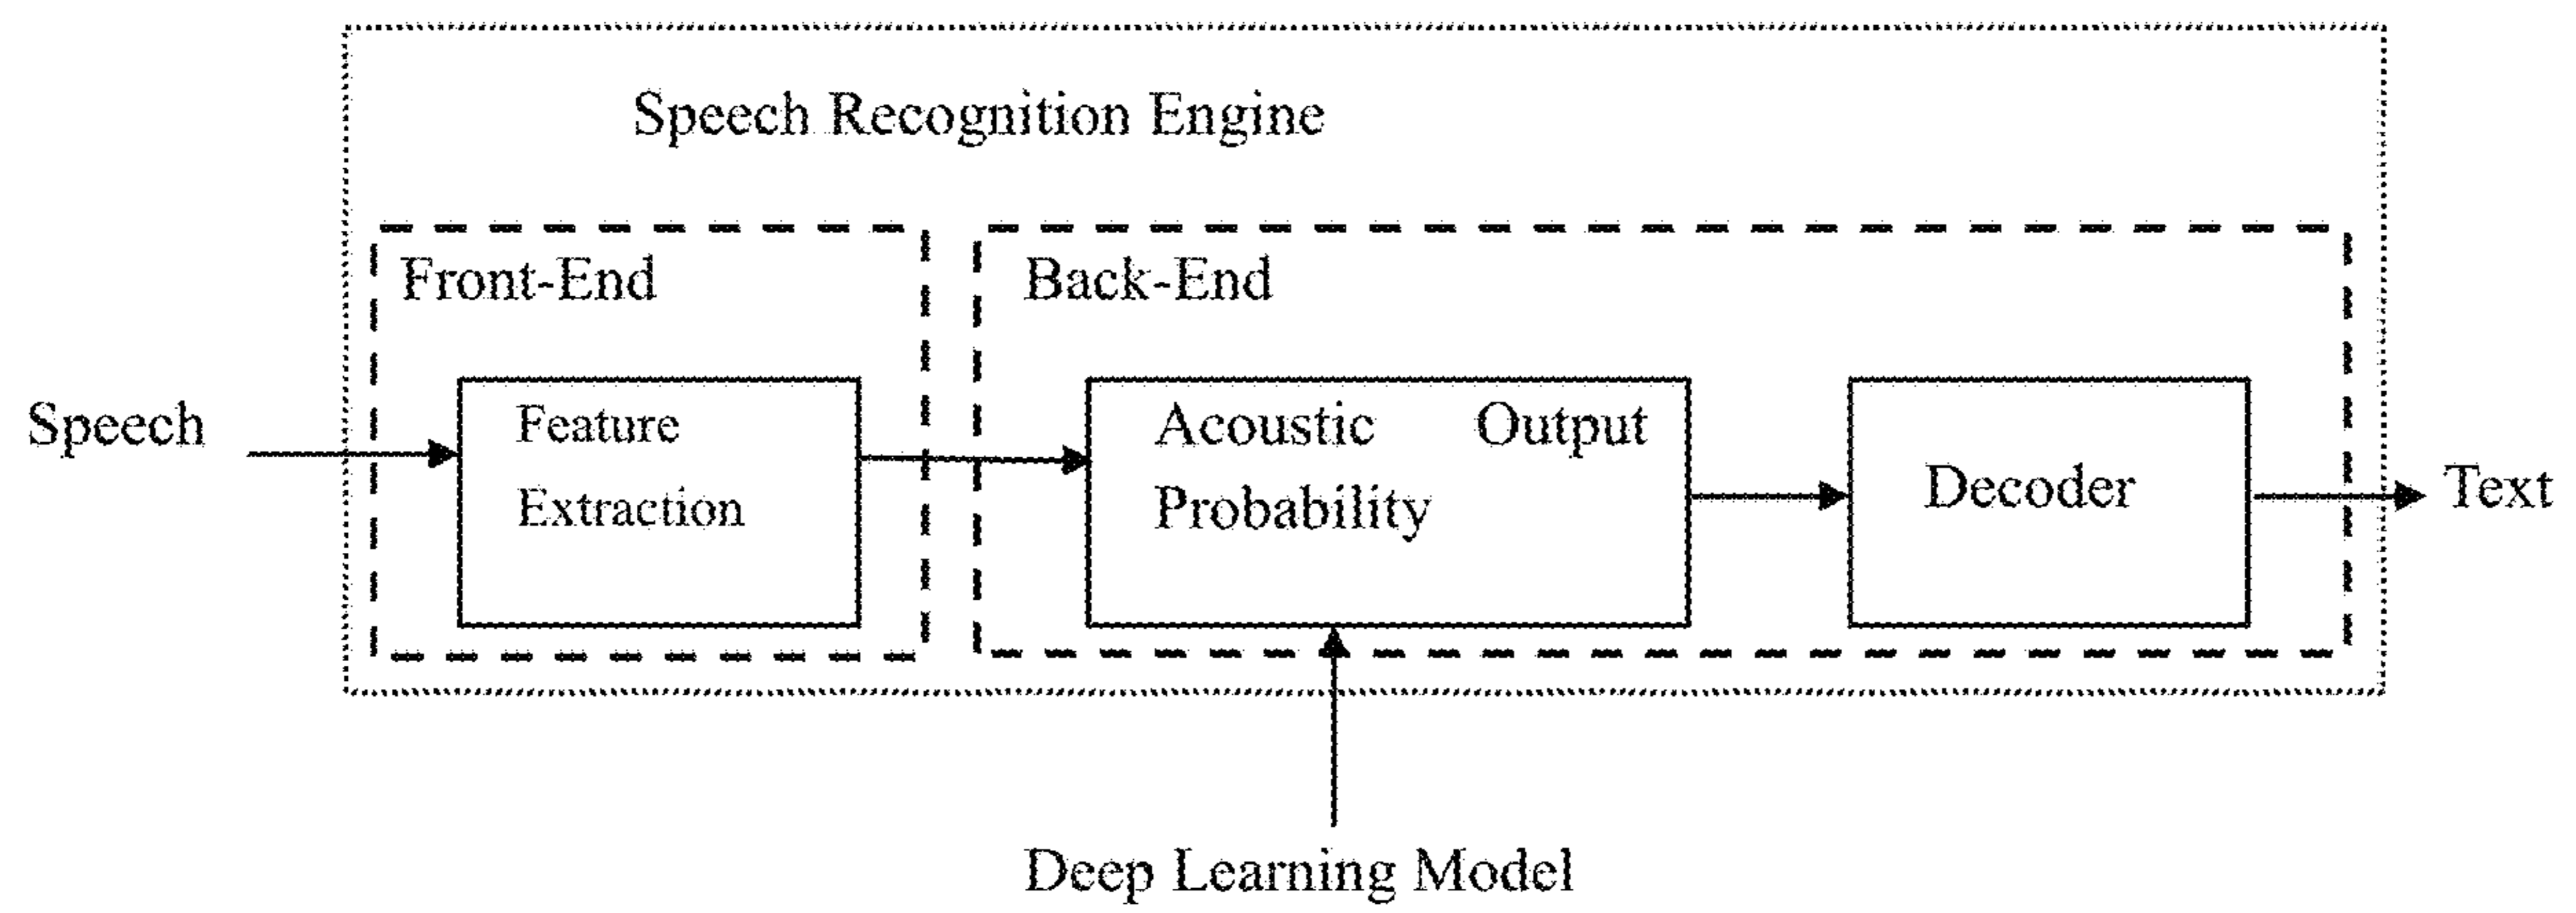 Speech Recognition Engine
Front-End
Back-End
Speech
Feature
Extraction
Acoustic Output
Probability
Decoder
Text
Deep Learning Model